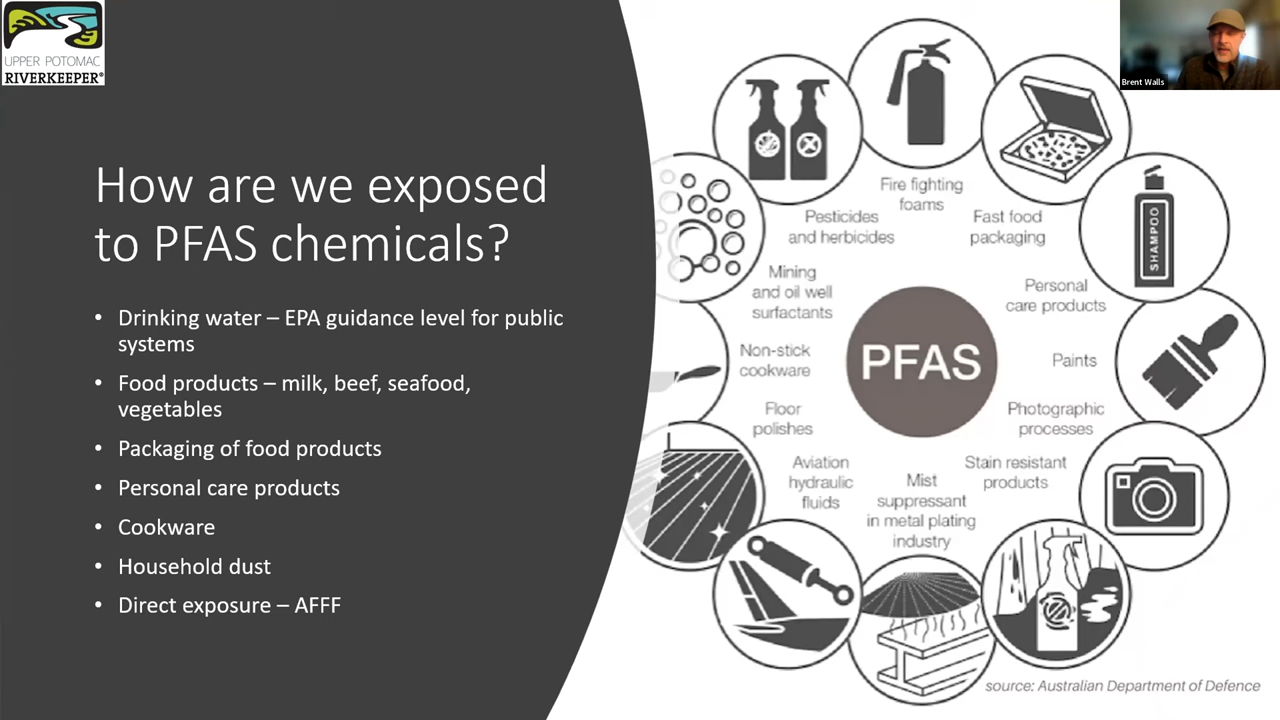 UPPER POTOMAC
RIVERKEEPER®
Brent Walls
How are we exposed
to PFAS chemicals?
• Drinking water – EPA guidance level for public
systems
• Food products – milk, beef, seafood,
vegetables
• Packaging of food products
• Personal care products
• Cookware
• Household dust
• Direct exposure – AFFF
Fire fighting
foams
Fast food
packaging
SHAMPOO
Personal
care products
Paints
Photographic
processes
Stain resistant
products
Mist
suppressant
in metal plating
industry
Aviation
hydraulic
fluids
Floor
polishes
Non-stick
cookware
Mining
and oil well
surfactants
Pesticides
and herbicides
PFAS
source: Australian Department of Defence